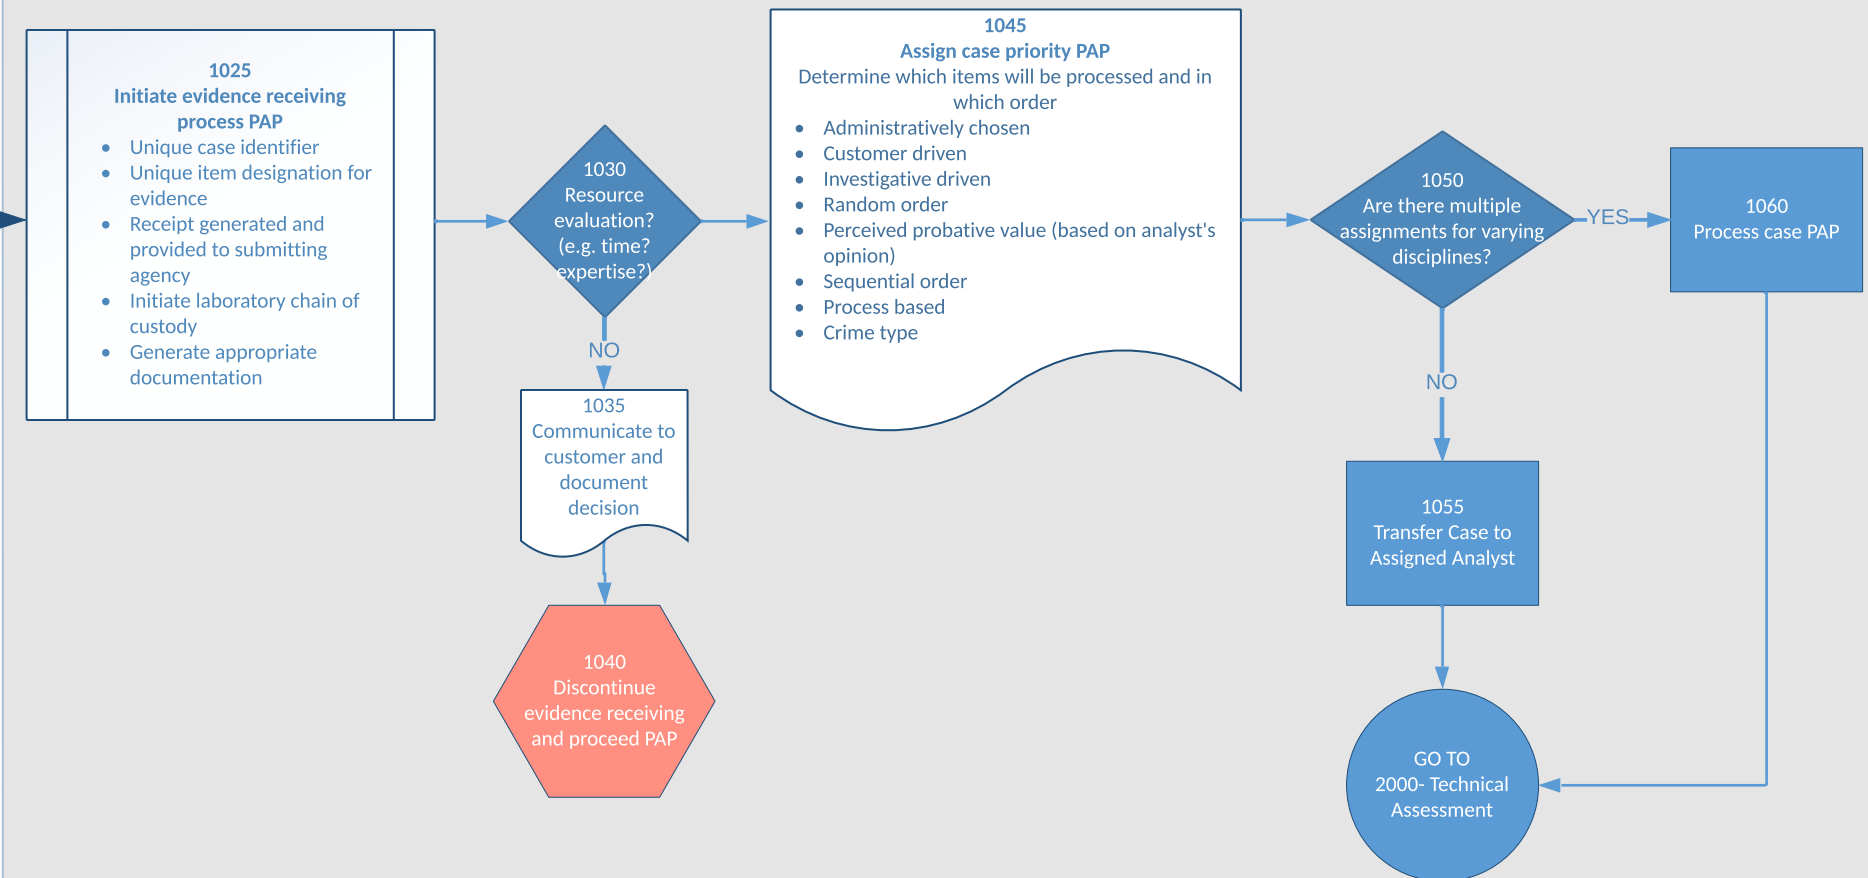 1025
Initiate evidence receiving
process PAP
• Unique case identifier
• Unique item designation for
evidence
• Receipt generated and
provided to submitting
agency
• Initiate laboratory chain of
custody
• Generate appropriate
documentation
1030
Resource
evaluation?
(e.g. time?
expertise?)
NO
1035
Communicate to
customer and
document
decision
1040
Discontinue
evidence receiving
and proceed PAP
1045
Assign case priority PAP
Determine which items will be processed and in
which order
• Administratively chosen
• Customer driven
• Investigative driven
• Random order
• Perceived probative value (based on analyst's
opinion)
• Sequential order
• Process based
• Crime type
1050
Are there multiple
assignments for varying
disciplines?
YES
1060
Process case PAP
NO
1055
Transfer Case to
Assigned Analyst
GO TO
2000- Technical
Assessment